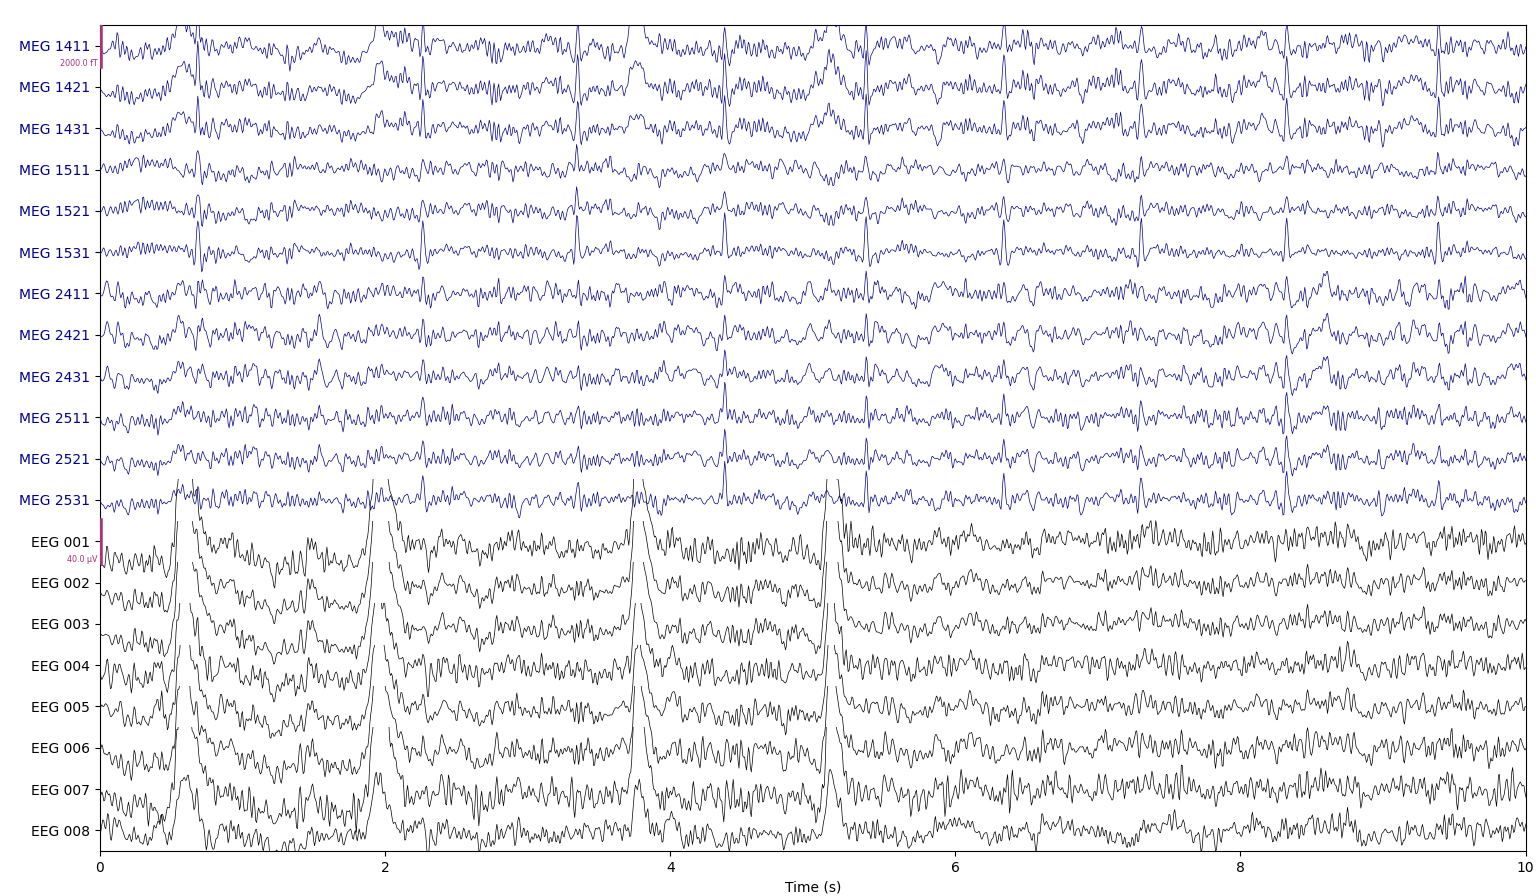 MEG 1411
2000.0 fT
MEG 1421
MEG 1431
MEG 1511
MEG 1521
MEG 1531
MEG 2411
MEG 2421
MEG 2431
MEG 2511
MEG 2521
MEG 2531
EEG 001
40.0 µV
EEG 002
EEG 003
EEG 004
EEG 005
EEG 006
EEG 007
EEG 008
0 2 4 6 8 10
Time (s)